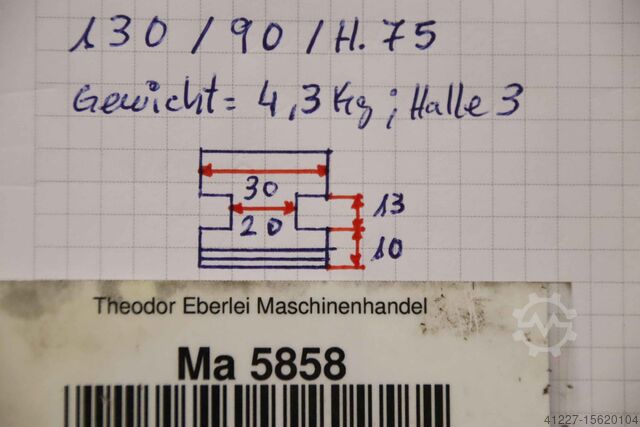 130 / 90 / H. 75
Gewicht = 4,3 Kg ; Halle 3
30
13
20
10
Theodor Eberlei Maschinenhandel
Ma 5858
41227-15620104